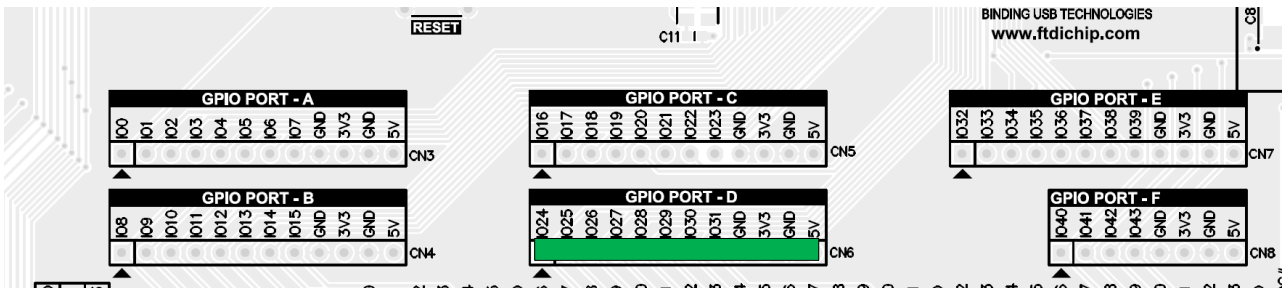 BINDING USB TECHNOLOGIES
www.ftdichip.com
RESET
C11
C8
GPIO PORT - A
IO0 IO1 IO2 IO3 IO4 IO5 IO6 IO7 GND 3V3 GND 5V
CN3
GPIO PORT - C
IO16 IO17 IO18 IO19 IO20 IO21 IO22 IO23 GND 3V3 GND 5V
CN5
GPIO PORT - E
IO32 IO33 IO34 IO35 IO36 IO37 IO38 IO39 GND 3V3 GND 5V
CN7
GPIO PORT - B
IO8 IO9 IO10 IO11 IO12 IO13 IO14 IO15 GND 3V3 GND 5V
CN4
GPIO PORT - D
IO24 IO25 IO26 IO27 IO28 IO29 IO30 IO31 GND 3V3 GND 5V
CN6
GPIO PORT - F
IO40 IO41 IO42 IO43 GND 3V3 GND 5V
CN8